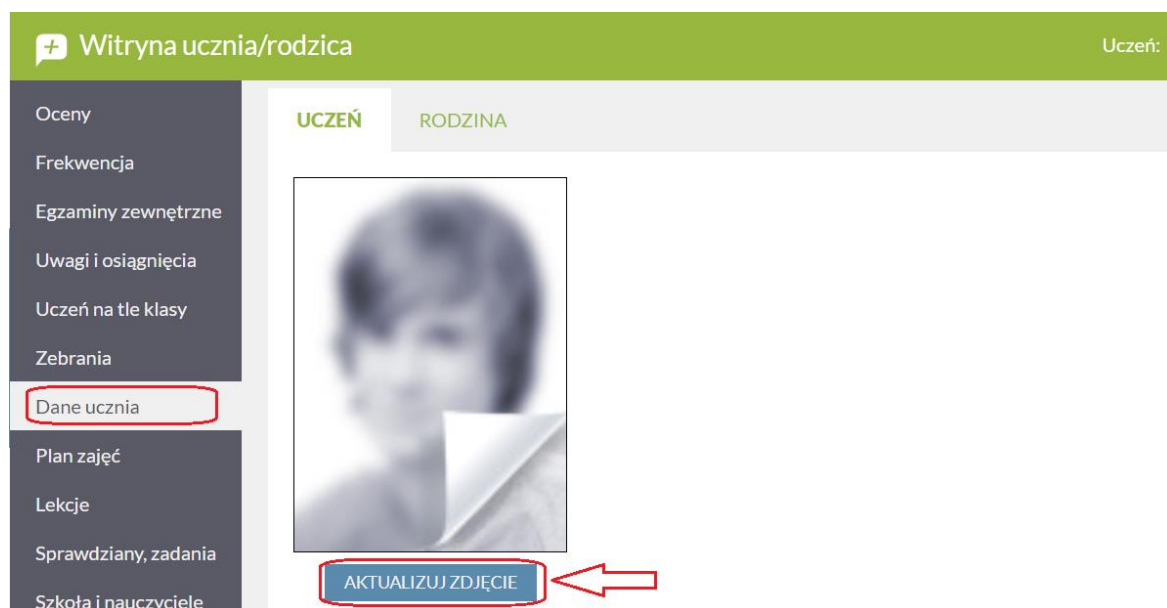 Witryna ucznia/rodzica
Uczeń:
Oceny
Frekwencja
Egzaminy zewnętrzne
Uwagi i osiągnięcia
Uczeń na tle klasy
Zebrania
Dane ucznia
Plan zajęć
Lekcje
Sprawdziany, zadania
Szkoła i nauczyciele
UCZEŃ RODZINA
AKTUALIZUJ ZDJĘCIE